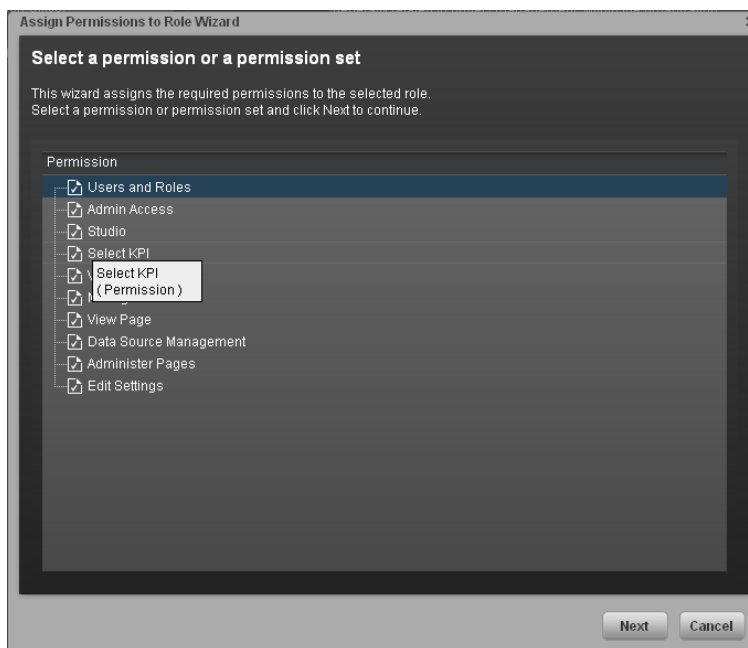 Assign Permissions to Role Wizard
Select a permission or a permission set
This wizard assigns the required permissions to the selected role.
Select a permission or permission set and click Next to continue.
Permission
Users and Roles
Admin Access
Studio
Select KPI
Select KPI
( Permission )
View Page
Data Source Management
Administer Pages
Edit Settings
Next
Cancel